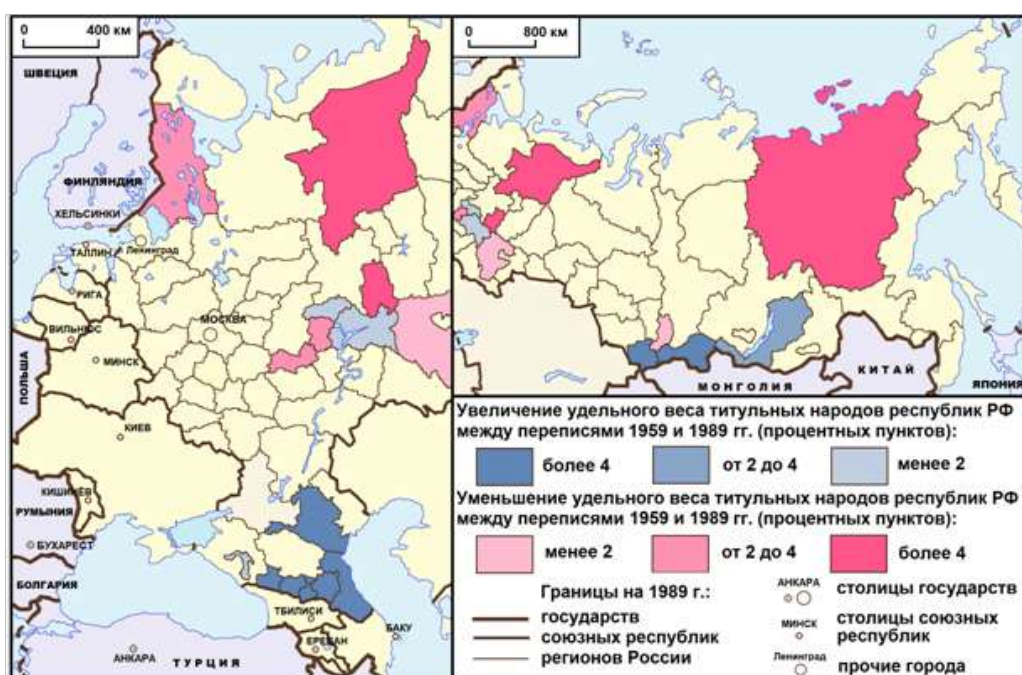 0 400 км
ШВЕЦИЯ
ФИНЛЯНДИЯ
ХЕЛЬСИНКИ
ТАЛЛИН
Ленинград
РИГА
ВИЛЬНЮС
МОСКВА
МИНСК
ПОЛЬША
КИЕВ
КИШИНЁВ
РУМЫНИЯ
БУХАРЕСТ
БОЛГАРИЯ
ТБИЛИСИ
ЕРЕВАН
БАКУ
АНКАРА
ТУРЦИЯ
0 800 км
МОНГОЛИЯ
КИТАЙ
ЯПОНИЯ
Увеличение удельного веса титульных народов республик РФ
между переписями 1959 и 1989 гг. (процентных пунктов):
более 4 от 2 до 4 менее 2
Уменьшение удельного веса титульных народов республик РФ
между переписями 1959 и 1989 гг. (процентных пунктов):
менее 2 от 2 до 4 более 4
Границы на 1989 г.:
государств
союзных республик
регионов России
АНКАРА столицы государств
МИНСК столицы союзных
республик
Ленинград прочие города